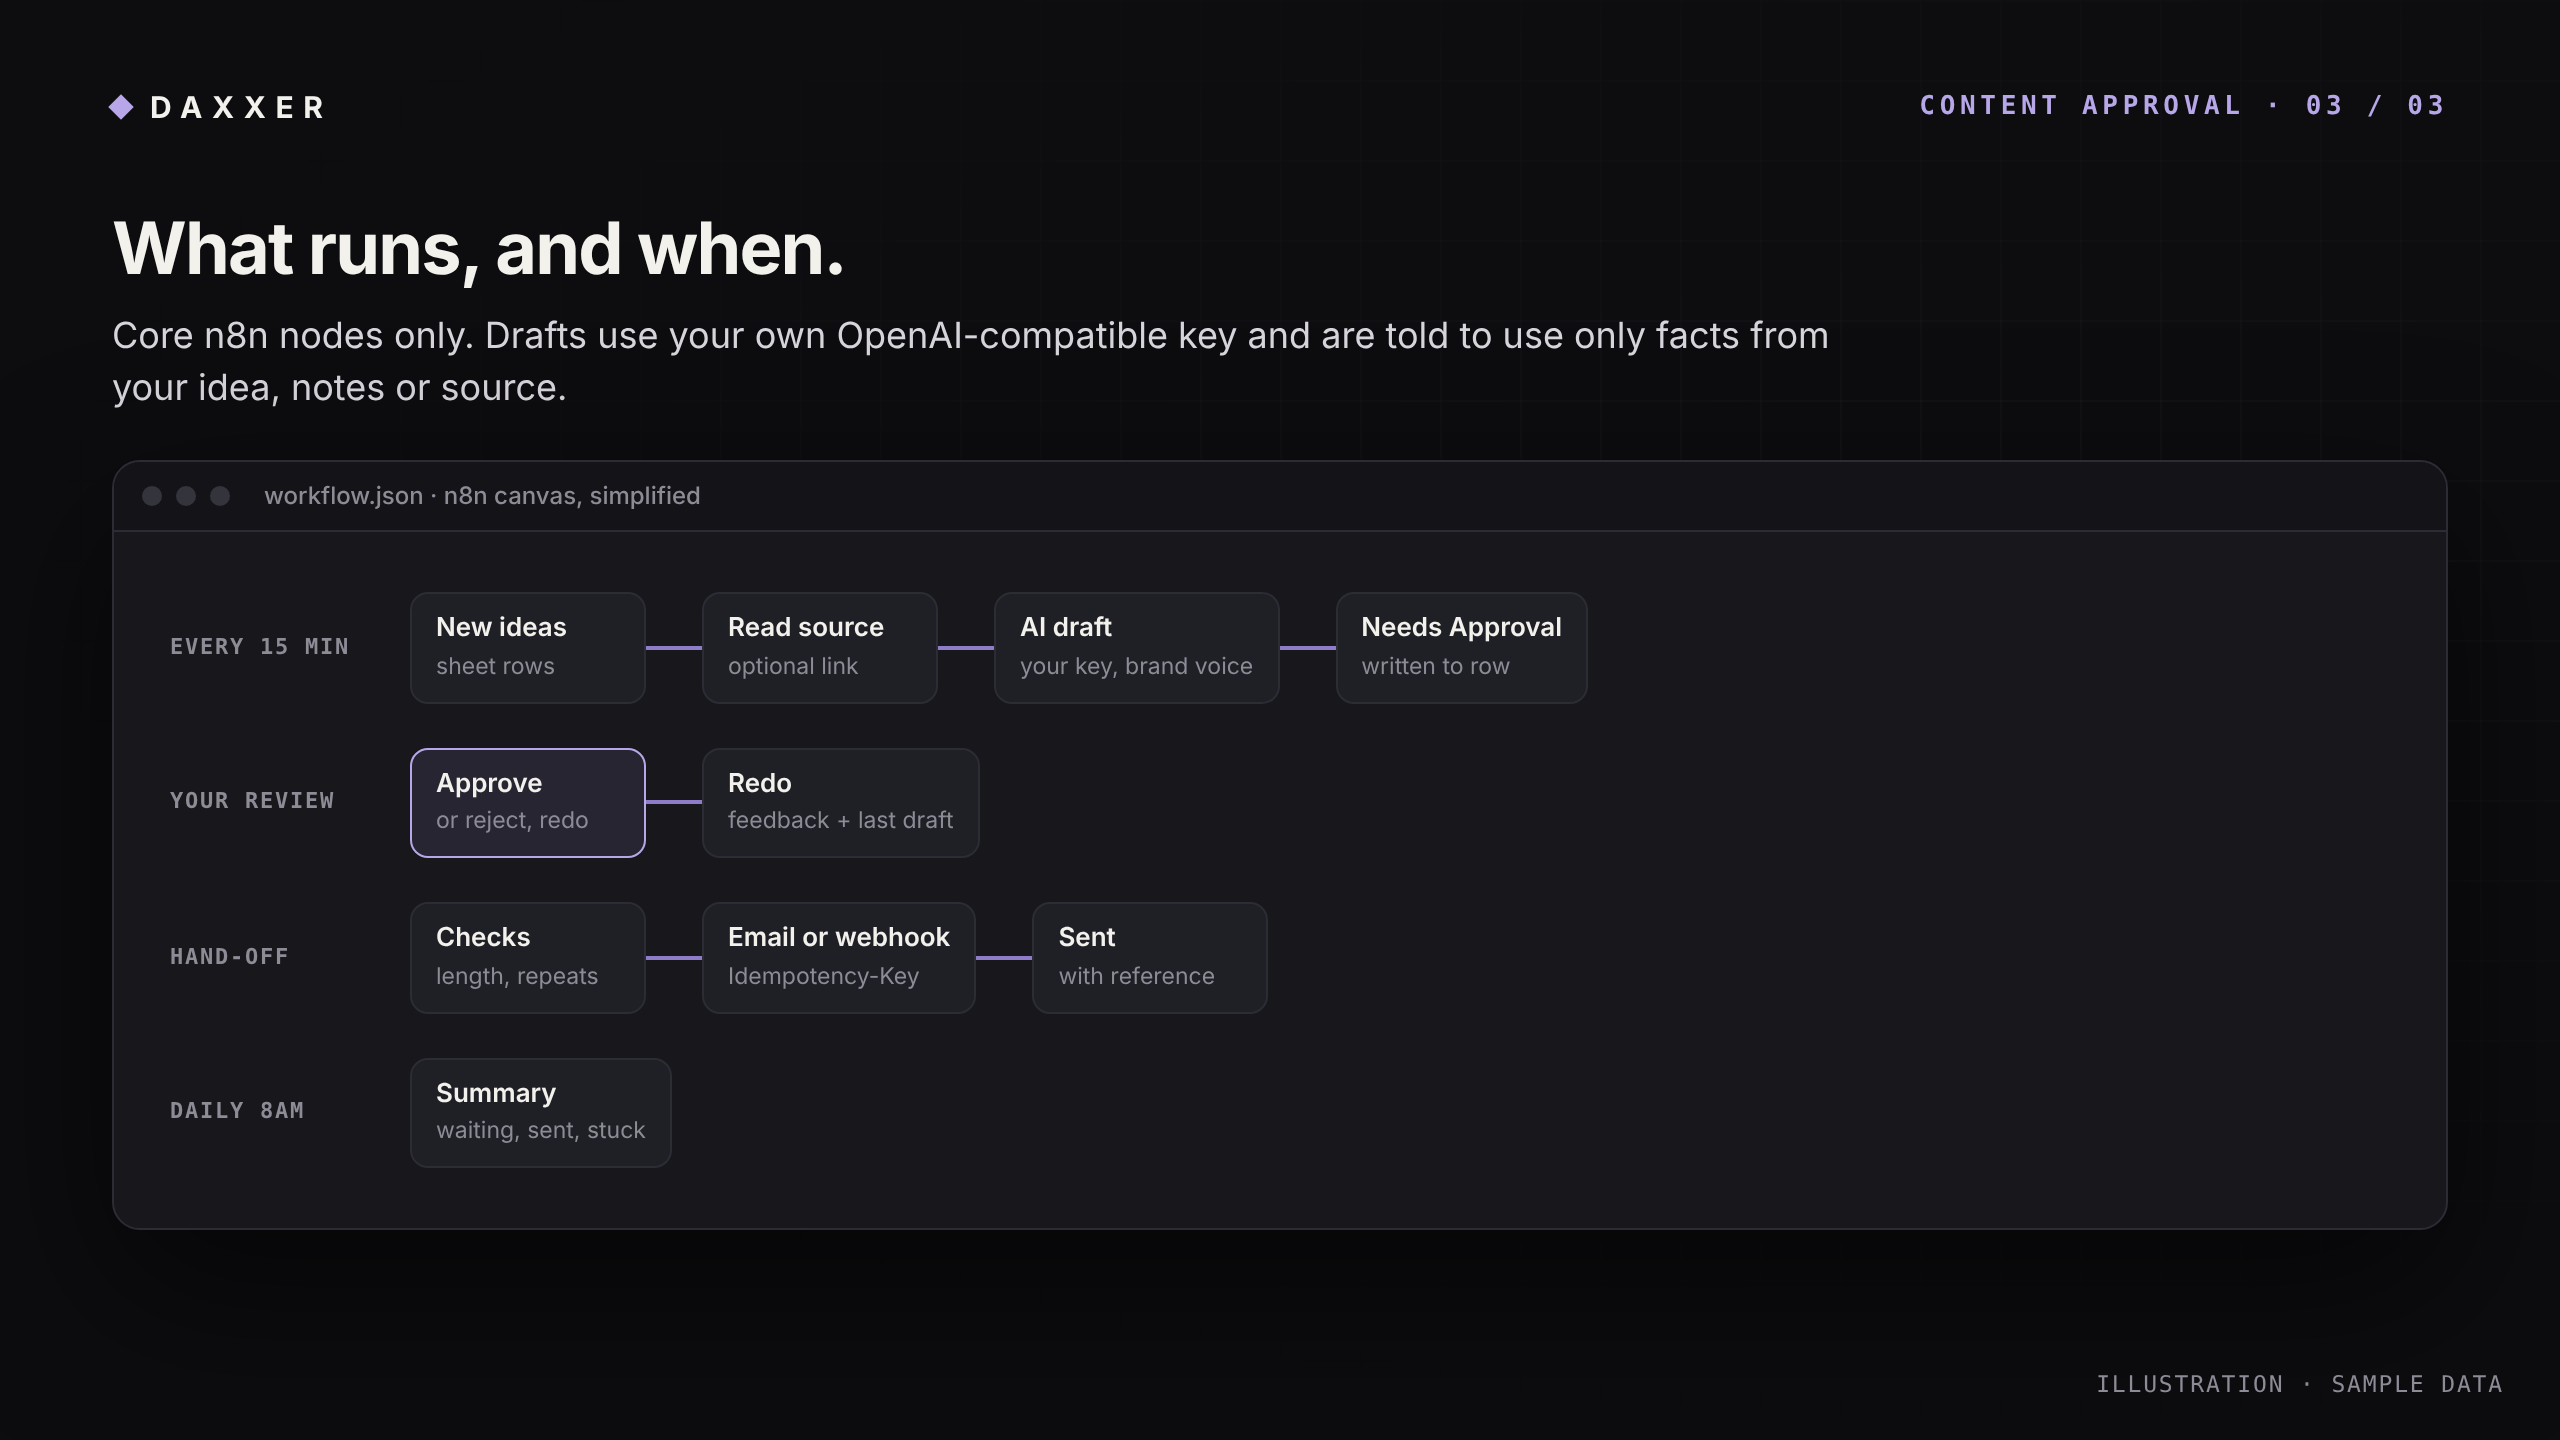 DAXXER
CONTENT APPROVAL · 03 / 03
What runs, and when.
Core n8n nodes only. Drafts use your own OpenAI-compatible key and are told to use only facts from
your idea, notes or source.
workflow.json · n8n canvas, simplified
EVERY 15 MIN
New ideas
sheet rows
Read source
optional link
AI draft
your key, brand voice
Needs Approval
written to row
YOUR REVIEW
Approve
or reject, redo
Redo
feedback + last draft
HAND-OFF
Checks
length, repeats
Email or webhook
Idempotency-Key
Sent
with reference
DAILY 8AM
Summary
waiting, sent, stuck
ILLUSTRATION · SAMPLE DATA